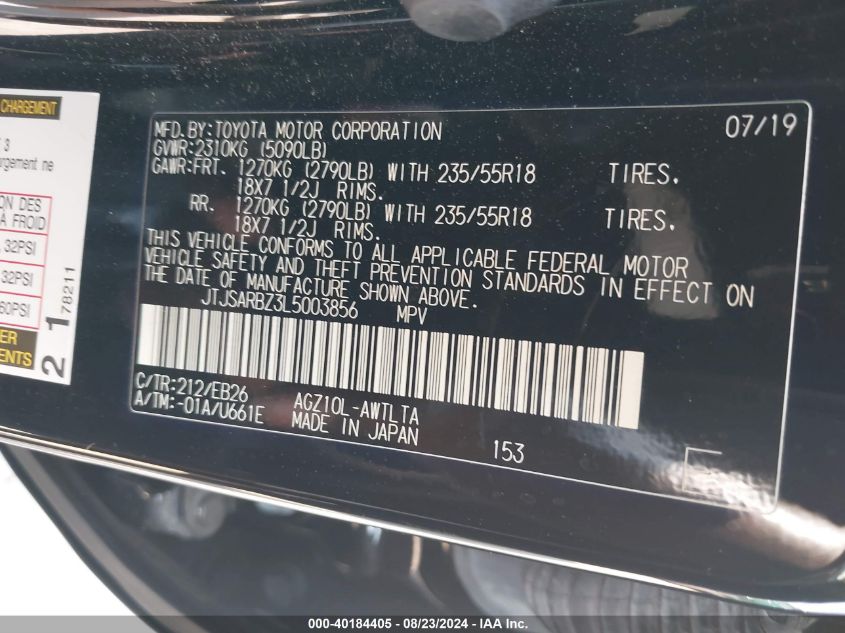 CHARGEMENT
3
urgement ne
ON DES
À FROID
32PSI
32PSI
60PSI
ER
ENTS
21
78211
MFD.BY:TOYOTA MOTOR CORPORATION 07/19
GVWR:2310KG (5090LB)
GAWR:FRT. 1270KG (2790LB) WITH 235/55R18 TIRES.
18X7 1/2J RIMS.
RR. 1270KG (2790LB) WITH 235/55R18 TIRES.
18X7 1/2J RIMS.
THIS VEHICLE CONFORMS TO ALL APPLICABLE FEDERAL MOTOR
VEHICLE SAFETY AND THEFT PREVENTION STANDARDS IN EFFECT ON
THE DATE OF MANUFACTURE SHOWN ABOVE.
JTJSARBZ3L5003856 MPV
C/TR:212/EB26
A/TM:-01A/U661E
AGZ10L-AWTLTA
MADE IN JAPAN
153
000-40184405 - 08/23/2024 - IAAI Inc.